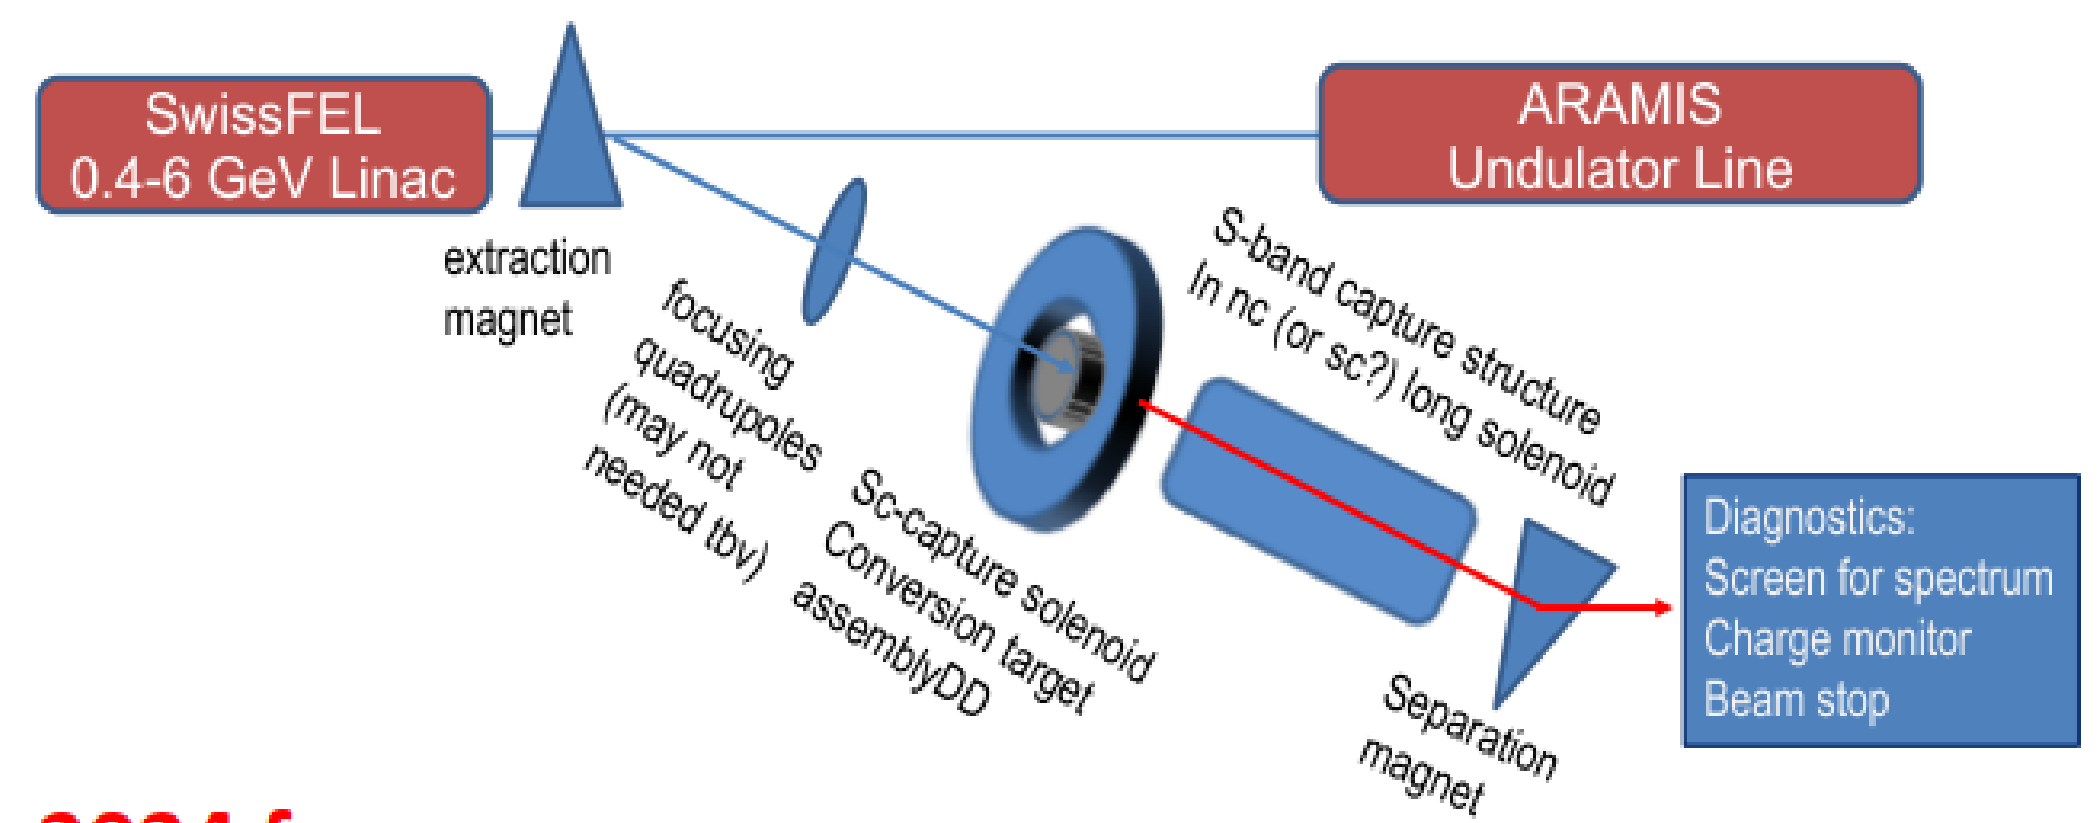 SwissFEL
0.4-6 GeV Linac
ARAMIS
Undulator Line
extraction
magnet
focusing
quadrupoles
(may not
needed tbv)
Sc-capture solenoid
Conversion target
assemblyDD
S-band capture structure
In nc (or sc?) long solenoid
Separation
magnet
Diagnostics:
Screen for spectrum
Charge monitor
Beam stop